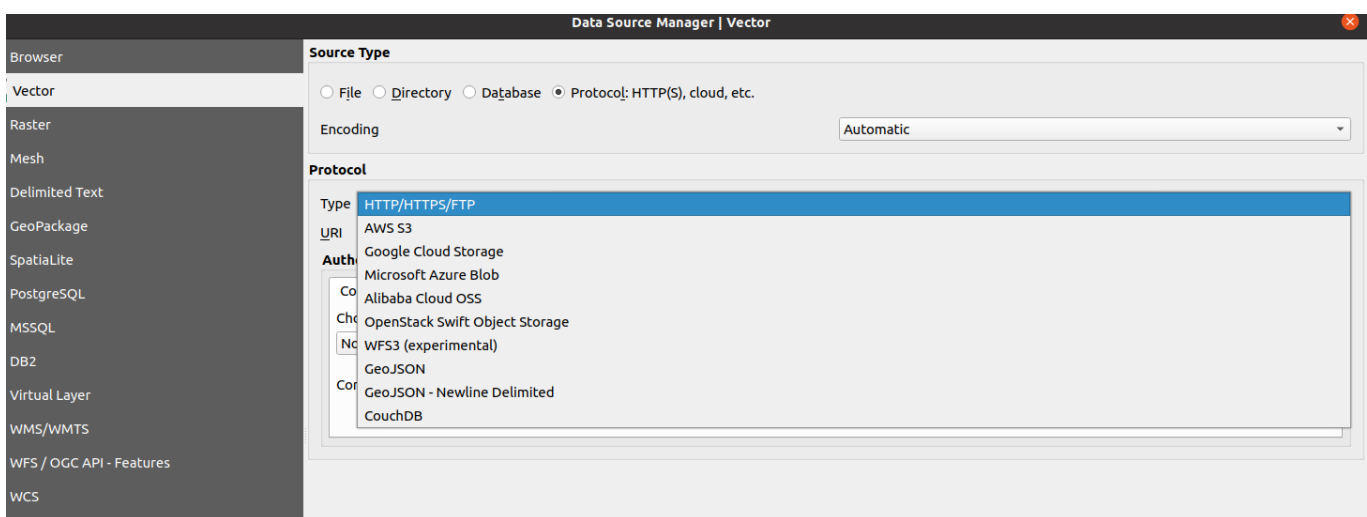 Data Source Manager | Vector
Browser
Vector
Raster
Mesh
Delimited Text
GeoPackage
SpatiaLite
PostgreSQL
MSSQL
DB2
Virtual Layer
WMS/WMTS
WFS / OGC API - Features
WCS
Source Type
File Directory Database Protocol: HTTP(S), cloud, etc.
Encoding Automatic
Protocol
Type HTTP/HTTPS/FTP
URI AWS S3
Google Cloud Storage
Microsoft Azure Blob
Alibaba Cloud OSS
OpenStack Swift Object Storage
WFS3 (experimental)
GeoJSON
GeoJSON - Newline Delimited
CouchDB